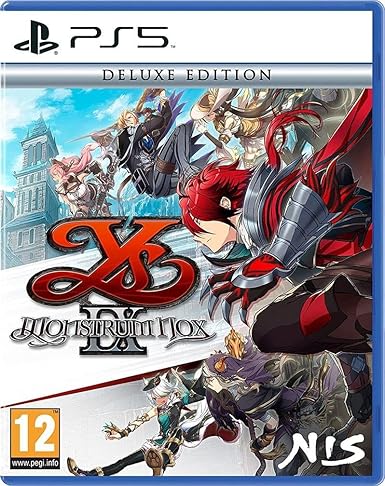 PS5
DELUXE EDITION
Ys
IX
MONSTRUM NOX
12
www.pegi.info
NIS